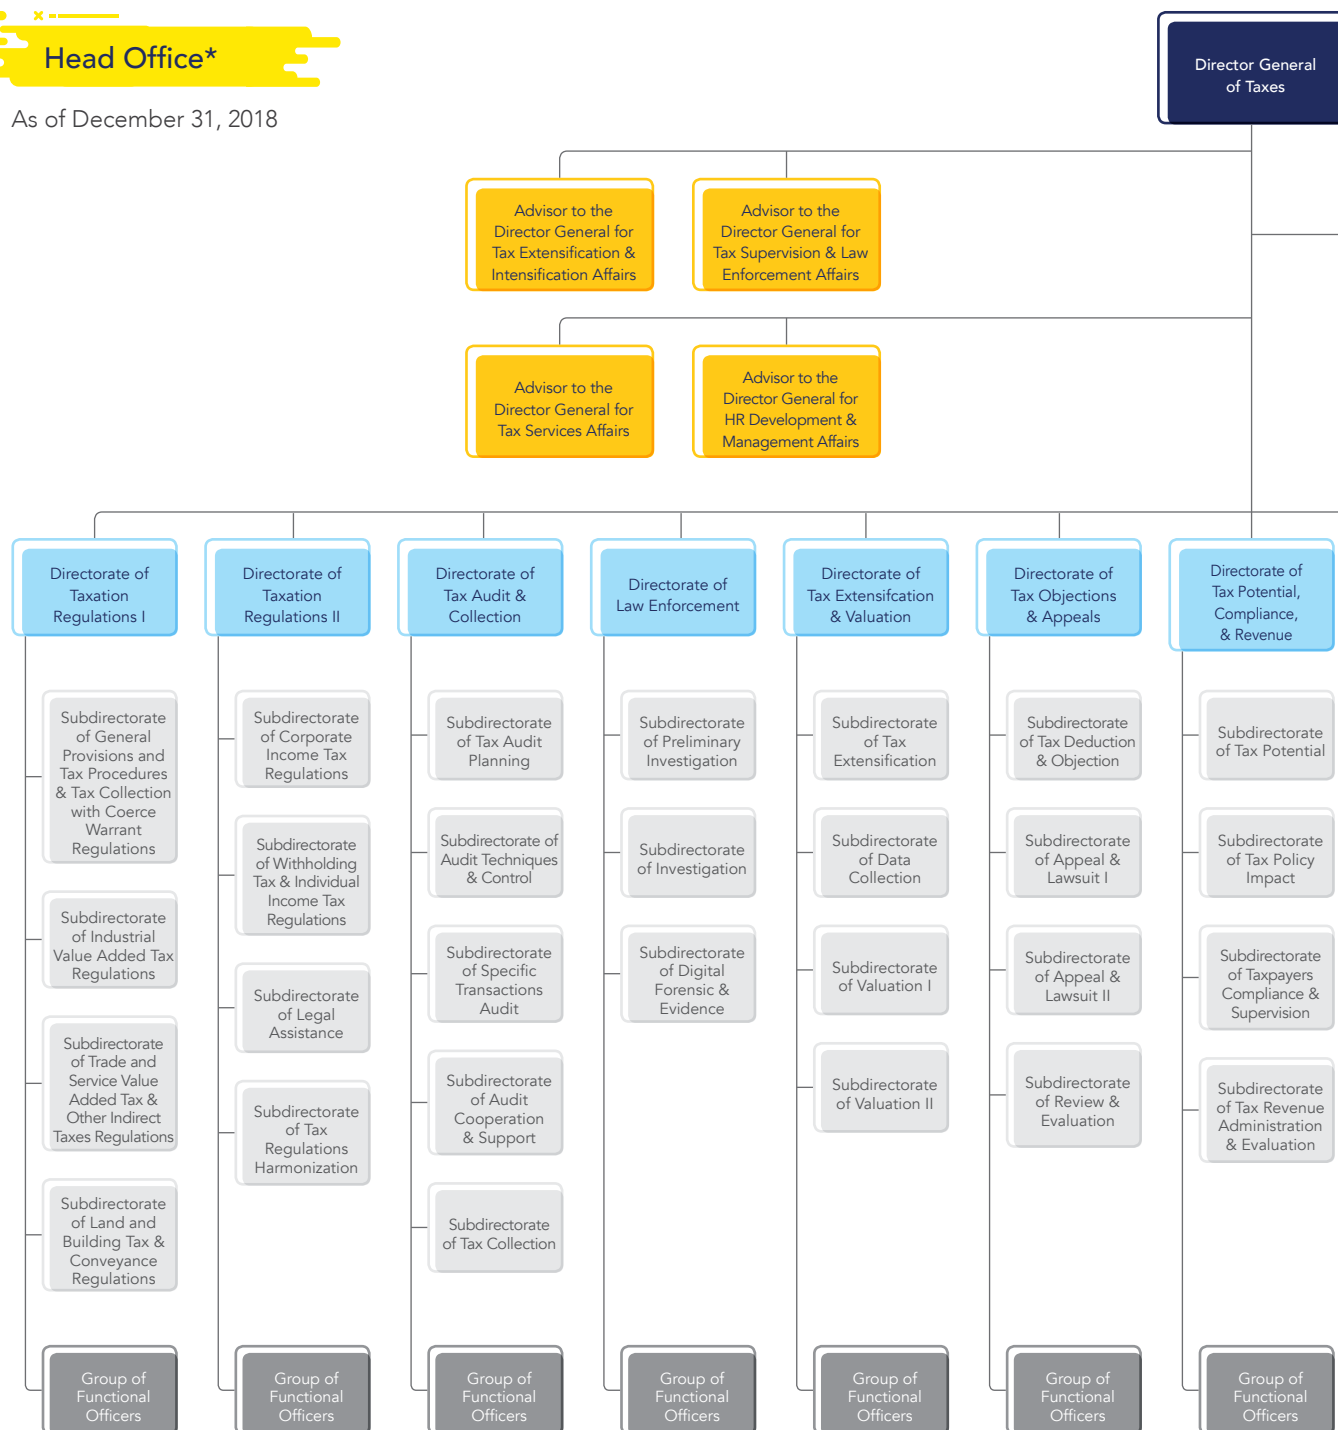 Head Office*
As of December 31, 2018
Director General
of Taxes
Advisor to the
Director General for
Tax Extensification &
Intensification Affairs
Advisor to the
Director General for
Tax Supervision & Law
Enforcement Affairs
Advisor to the
Director General for
Tax Services Affairs
Advisor to the
Director General for
HR Development &
Management Affairs
Directorate of
Taxation
Regulations I
Directorate of
Taxation
Regulations II
Directorate of
Tax Audit &
Collection
Directorate of
Law Enforcement
Directorate of
Tax Extensifcation
& Valuation
Directorate of
Tax Objections
& Appeals
Directorate of
Tax Potential,
Compliance,
& Revenue
Subdirectorate
of General
Provisions and
Tax Procedures
& Tax Collection
with Coerce
Warrant
Regulations
Subdirectorate
of Industrial
Value Added Tax
Regulations
Subdirectorate
of Trade and
Service Value
Added Tax &
Other Indirect
Taxes Regulations
Subdirectorate
of Land and
Building Tax &
Conveyance
Regulations
Group of
Functional
Officers
Subdirectorate
of Corporate
Income Tax
Regulations
Subdirectorate
of Withholding
Tax & Individual
Income Tax
Regulations
Subdirectorate
of Legal
Assistance
Subdirectorate
of Tax
Regulations
Harmonization
Group of
Functional
Officers
Subdirectorate
of Tax Audit
Planning
Subdirectorate of
Audit Techniques
& Control
Subdirectorate
of Specific
Transactions
Audit
Subdirectorate
of Audit
Cooperation
& Support
Subdirectorate
of Tax Collection
Group of
Functional
Officers
Subdirectorate
of Preliminary
Investigation
Subdirectorate
of Investigation
Subdirectorate
of Digital
Forensic &
Evidence
Group of
Functional
Officers
Subdirectorate
of Tax
Extensification
Subdirectorate
of Data
Collection
Subdirectorate
of Valuation I
Subdirectorate
of Valuation II
Group of
Functional
Officers
Subdirectorate
of Tax Deduction
& Objection
Subdirectorate
of Appeal &
Lawsuit I
Subdirectorate
of Appeal &
Lawsuit II
Subdirectorate
of Review &
Evaluation
Group of
Functional
Officers
Subdirectorate
of Tax Potential
Subdirectorate
of Tax Policy
Impact
Subdirectorate
of Taxpayers
Compliance &
Supervision
Subdirectorate
of Tax Revenue
Administration
& Evaluation
Group of
Functional
Officers